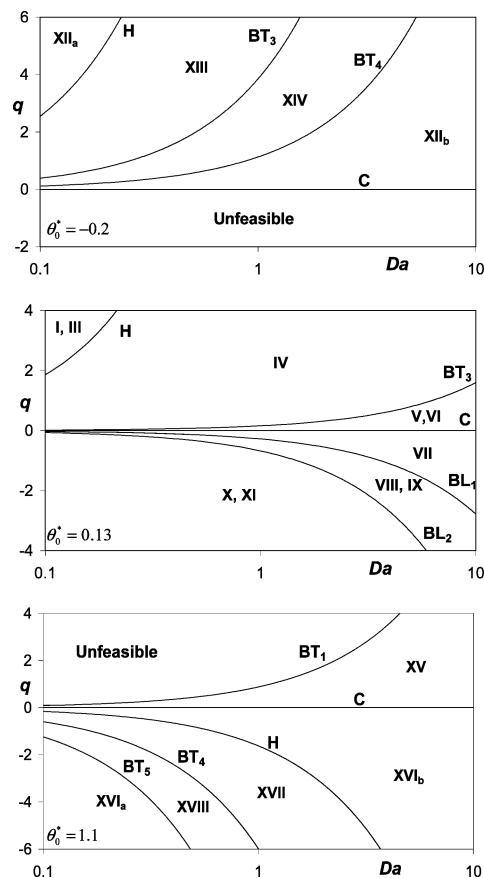 6
XIIₐ
H
BT₃
XIII
BT₄
4
q
XIV
2
XII_b
C
0
Unfeasible
θ₀* = −0.2
-2
0.1
1
Da
10
4
I, III
H
IV
2
BT₃
q
V,VI
C
0
VII
BL₁
-2
X, XI
VIII, IX
BL₂
θ₀* = 0.13
-4
0.1
1
Da
10
4
Unfeasible
BT₁
2
XV
q
C
0
H
-2
BT₅
BT₄
XVI_b
-4
XVIₐ
XVIII
XVII
θ₀* = 1.1
-6
0.1
1
Da
10